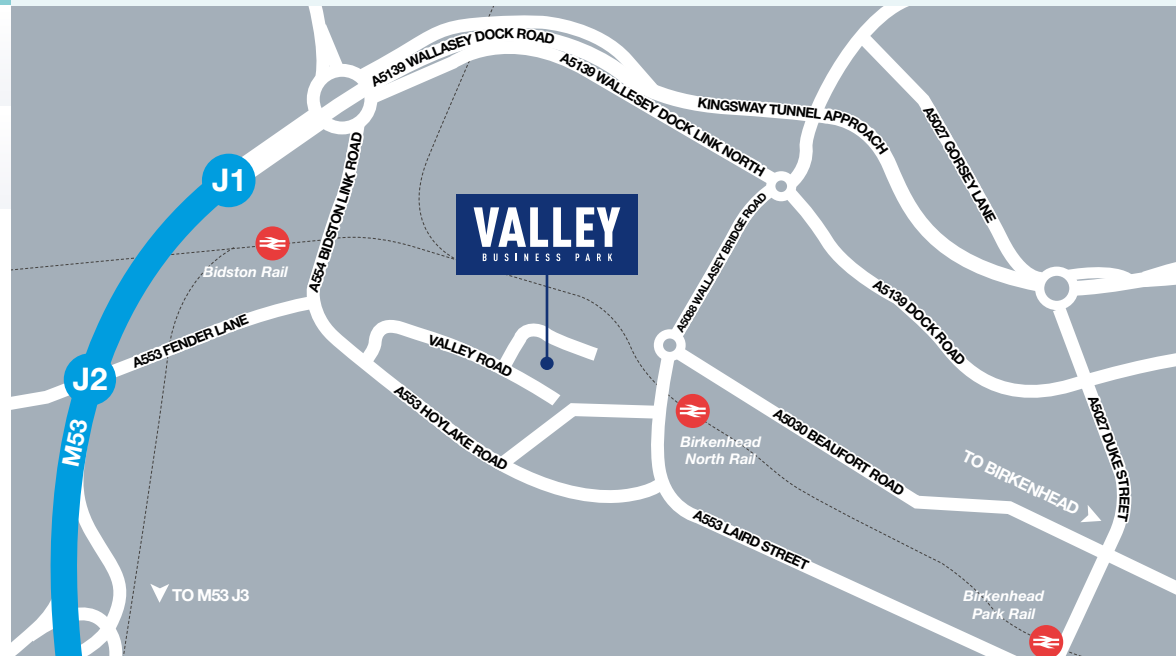 A5139 WALLASEY DOCK ROAD
A5139 WALLESEY DOCK LINK NORTH
KINGSWAY TUNNEL APPROACH
A5027 GORSEY LANE
J1
A554 BIDSTON LINK ROAD
VALLEY
BUSINESS PARK
A5088 WALLASEY BRIDGE ROAD
Bidston Rail
A553 FENDER LANE
VALLEY ROAD
A5139 DOCK ROAD
J2
M53
A553 HOYLAKE ROAD
Birkenhead
North Rail
A5030 BEAUFORT ROAD
A5027 DUKE STREET
TO BIRKENHEAD
A553 LAIRD STREET
TO M53 J3
Birkenhead
Park Rail